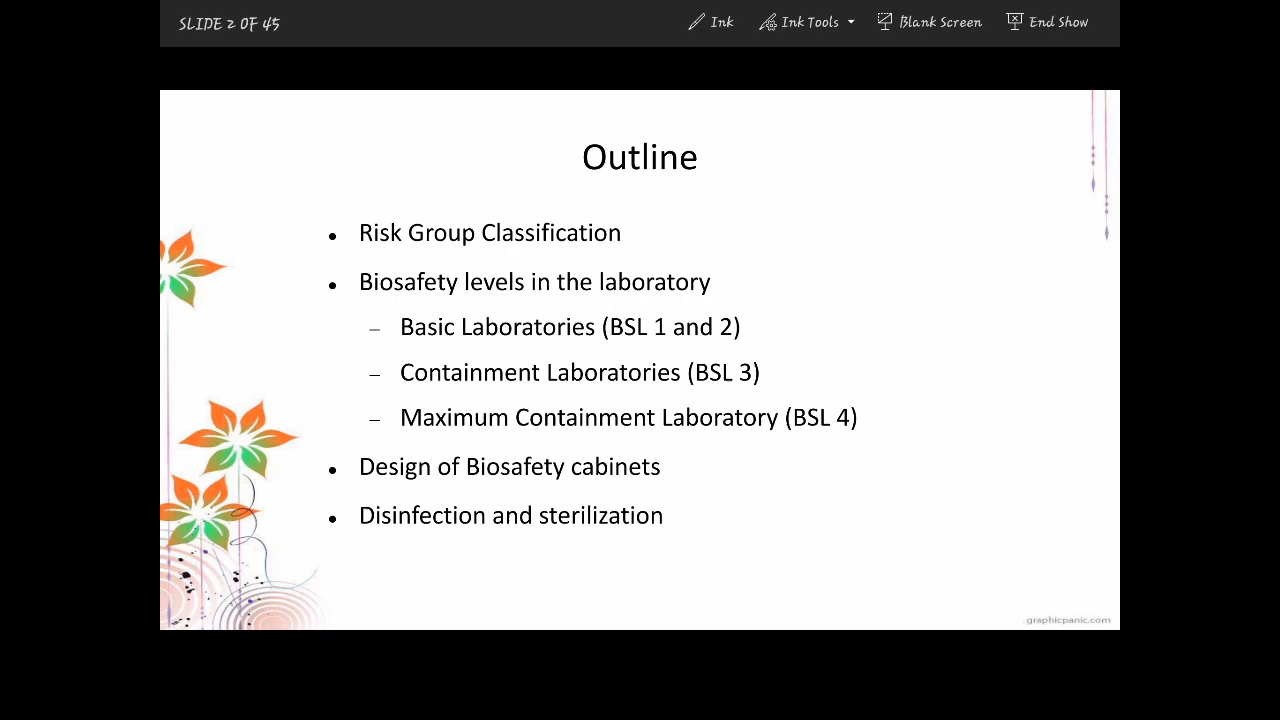 SLIDE 2 OF 45
Ink
Ink Tools
Blank Screen
End Show
Outline
● Risk Group Classification
● Biosafety levels in the laboratory
– Basic Laboratories (BSL 1 and 2)
– Containment Laboratories (BSL 3)
– Maximum Containment Laboratory (BSL 4)
● Design of Biosafety cabinets
● Disinfection and sterilization
graphicpanic.com